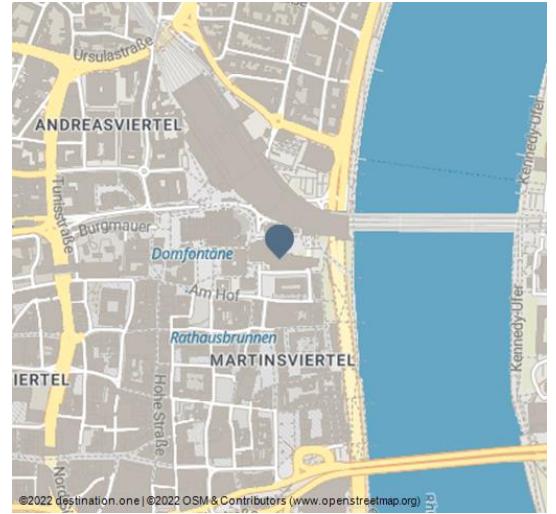 Ursulastraße
ANDREASVIERTEL
Tunisstraße
Burgmauer
Domfontäne
Am Hof
Rathausbrunnen
MARTINSVIERTEL
IERTEL
Hohe Straße
Kennedy-Ufer
Kennedy-Ufer
©2022 destination.one | ©2022 OSM & Contributors (www.openstreetmap.org)